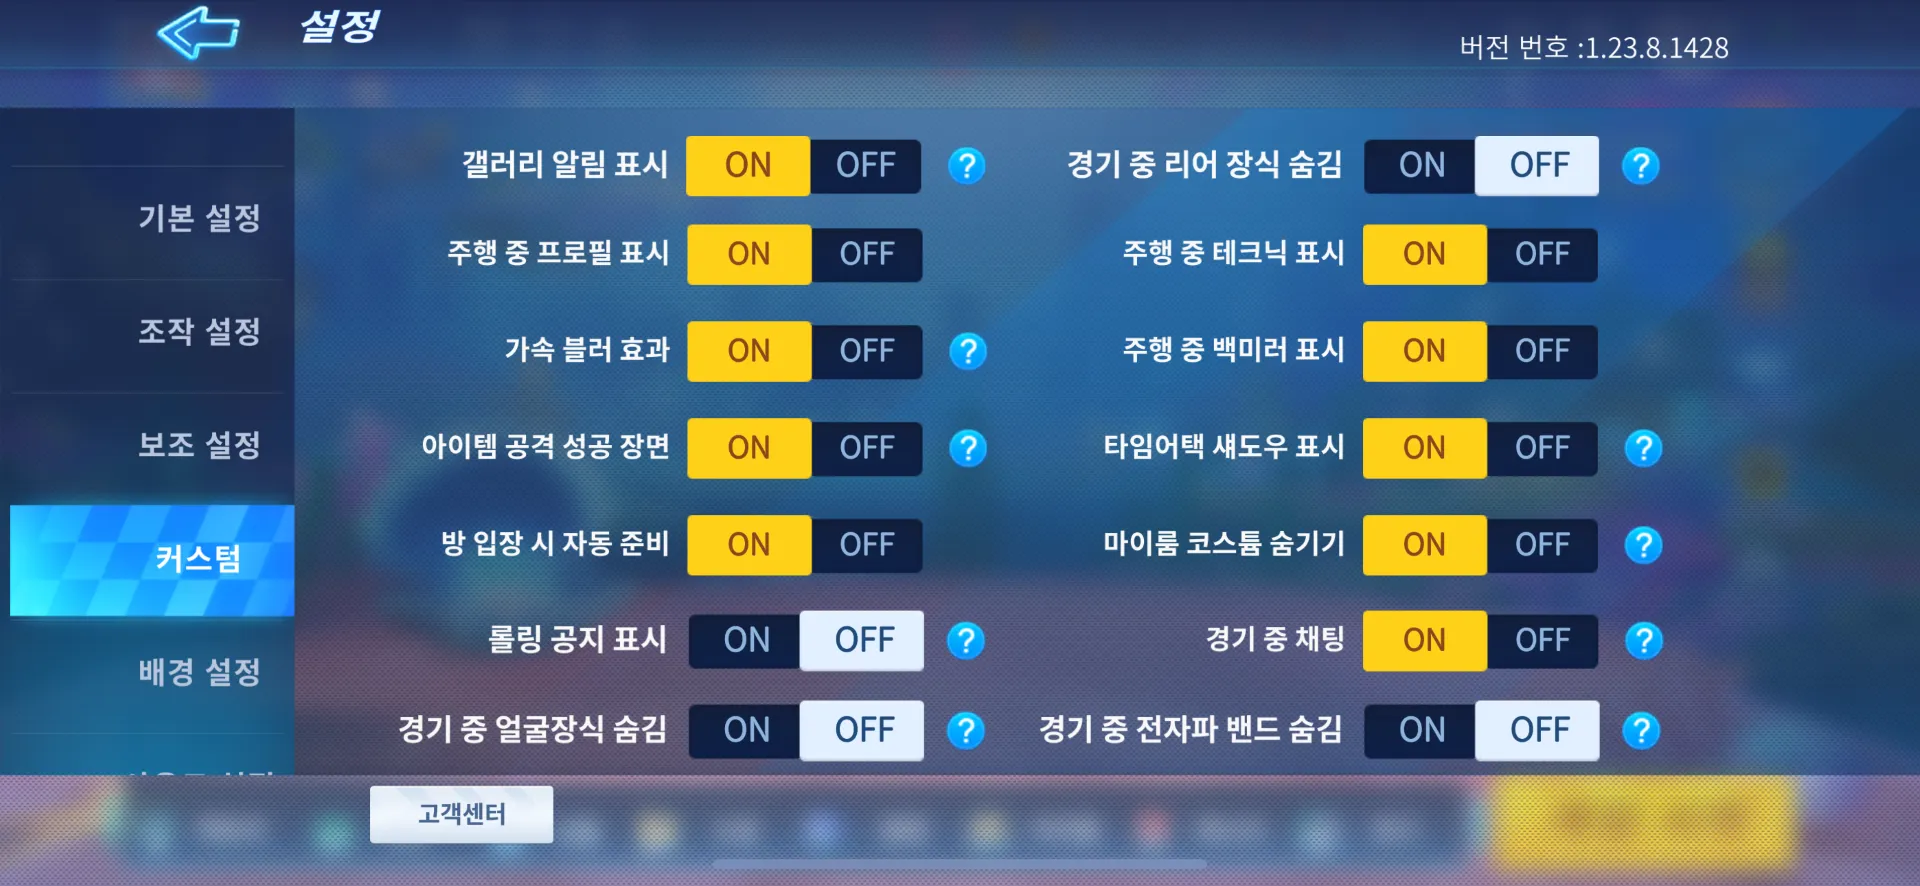 설정
버전 번호 :1.23.8.1428
기본 설정
조작 설정
보조 설정
커스텀
배경 설정
갤러리 알림 표시 ON OFF ?
경기 중 리어 장식 숨김 ON OFF ?
주행 중 프로필 표시 ON OFF
주행 중 테크닉 표시 ON OFF
가속 블러 효과 ON OFF ?
주행 중 백미러 표시 ON OFF
아이템 공격 성공 장면 ON OFF ?
타임어택 섀도우 표시 ON OFF ?
방 입장 시 자동 준비 ON OFF
마이룸 코스튬 숨기기 ON OFF ?
롤링 공지 표시 ON OFF ?
경기 중 채팅 ON OFF ?
경기 중 얼굴장식 숨김 ON OFF ?
경기 중 전자파 밴드 숨김 ON OFF ?
고객센터